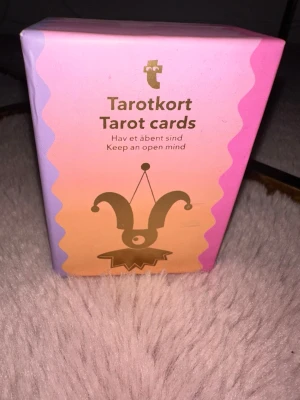 t
Tarotkort
Tarot cards
Hav et åbent sind
Keep an open mind